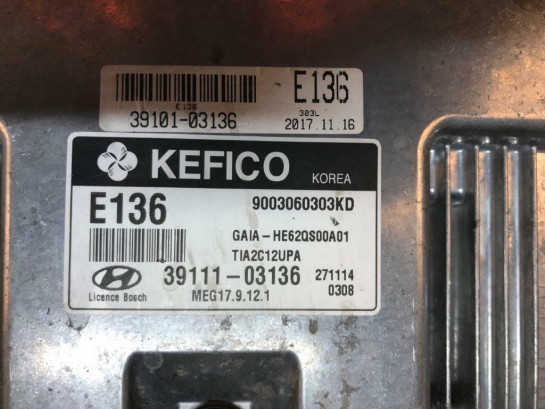 E136
E136
39101-03136
303L
2017.11.16
KEFICO KOREA
E136
9003060303KD
GAIA-HE62QS00A01
TIA2C12UPA
39111-03136
271114
Licence Bosch
MEG17.9.12.1
0308